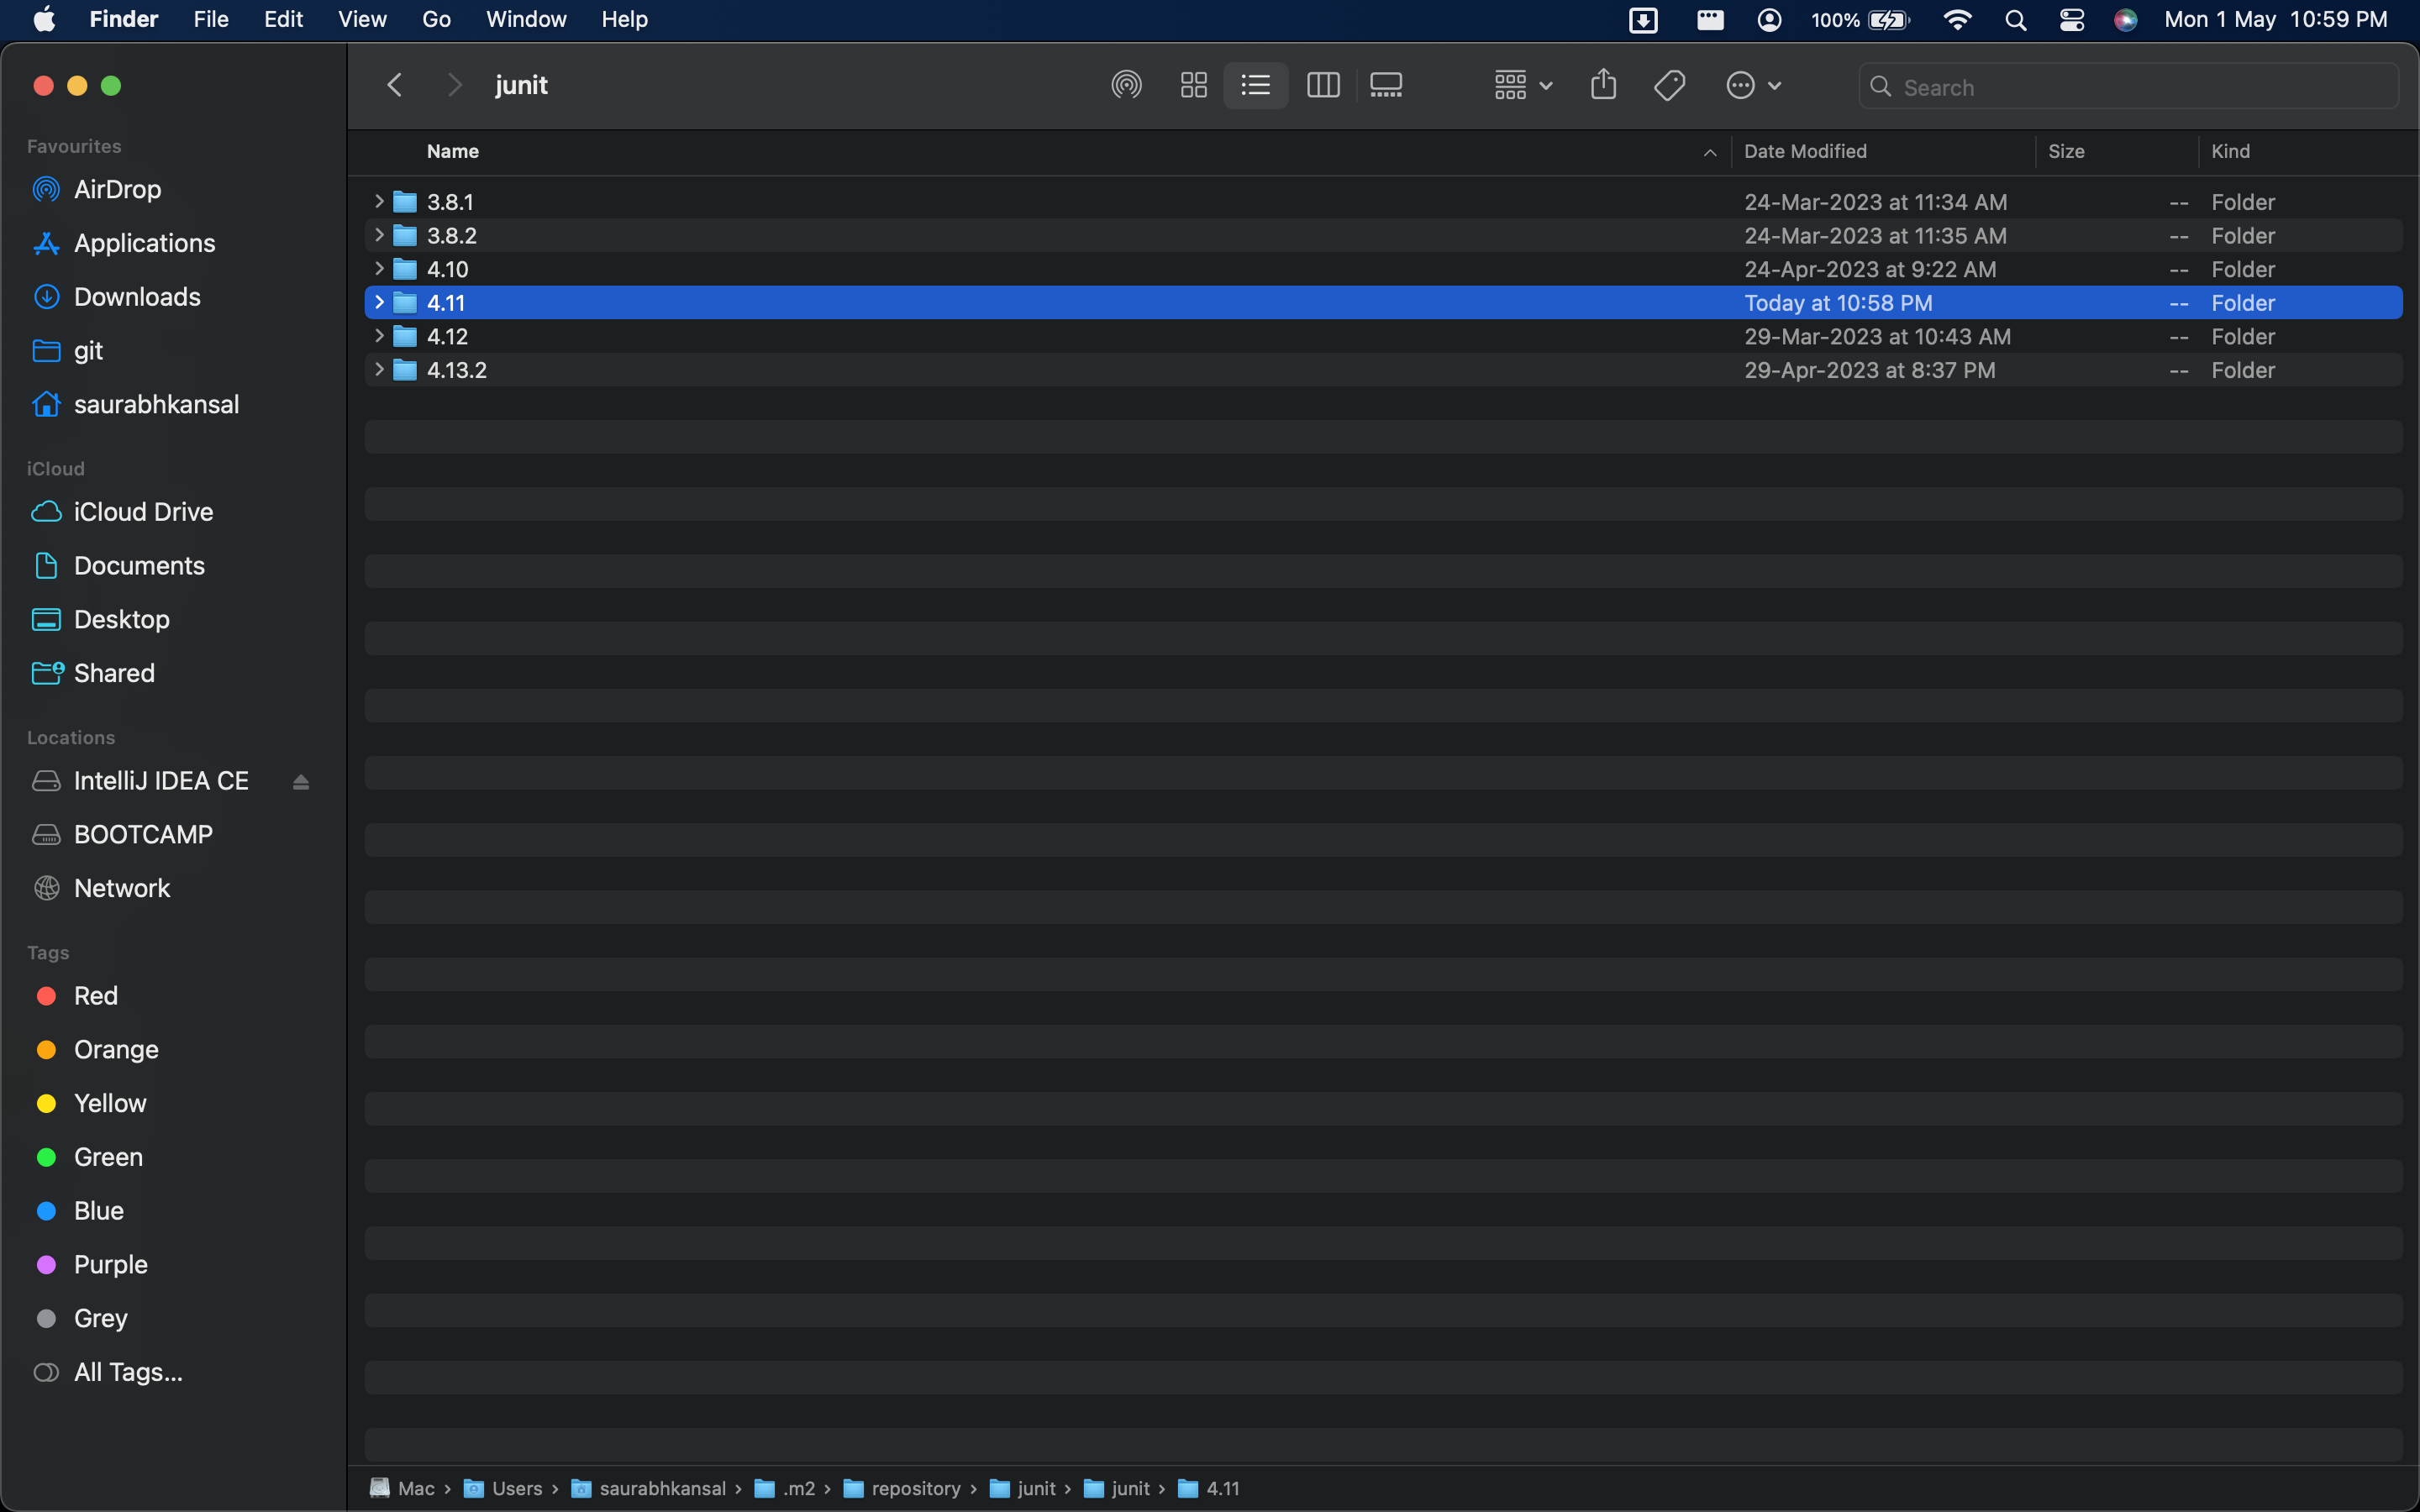 Finder File Edit View Go Window Help 100% Mon 1 May 10:59 PM
junit Search
Favourites
AirDrop
Applications
Downloads
git
saurabhkansal
iCloud
iCloud Drive
Documents
Desktop
Shared
Locations
IntelliJ IDEA CE
BOOTCAMP
Network
Tags
Red
Orange
Yellow
Green
Blue
Purple
Grey
All Tags...
Name Date Modified Size Kind
3.8.1 24-Mar-2023 at 11:34 AM -- Folder
3.8.2 24-Mar-2023 at 11:35 AM -- Folder
4.10 24-Apr-2023 at 9:22 AM -- Folder
4.11 Today at 10:58 PM -- Folder
4.12 29-Mar-2023 at 10:43 AM -- Folder
4.13.2 29-Apr-2023 at 8:37 PM -- Folder
Mac › Users › saurabhkansal › .m2 › repository › junit › junit › 4.11